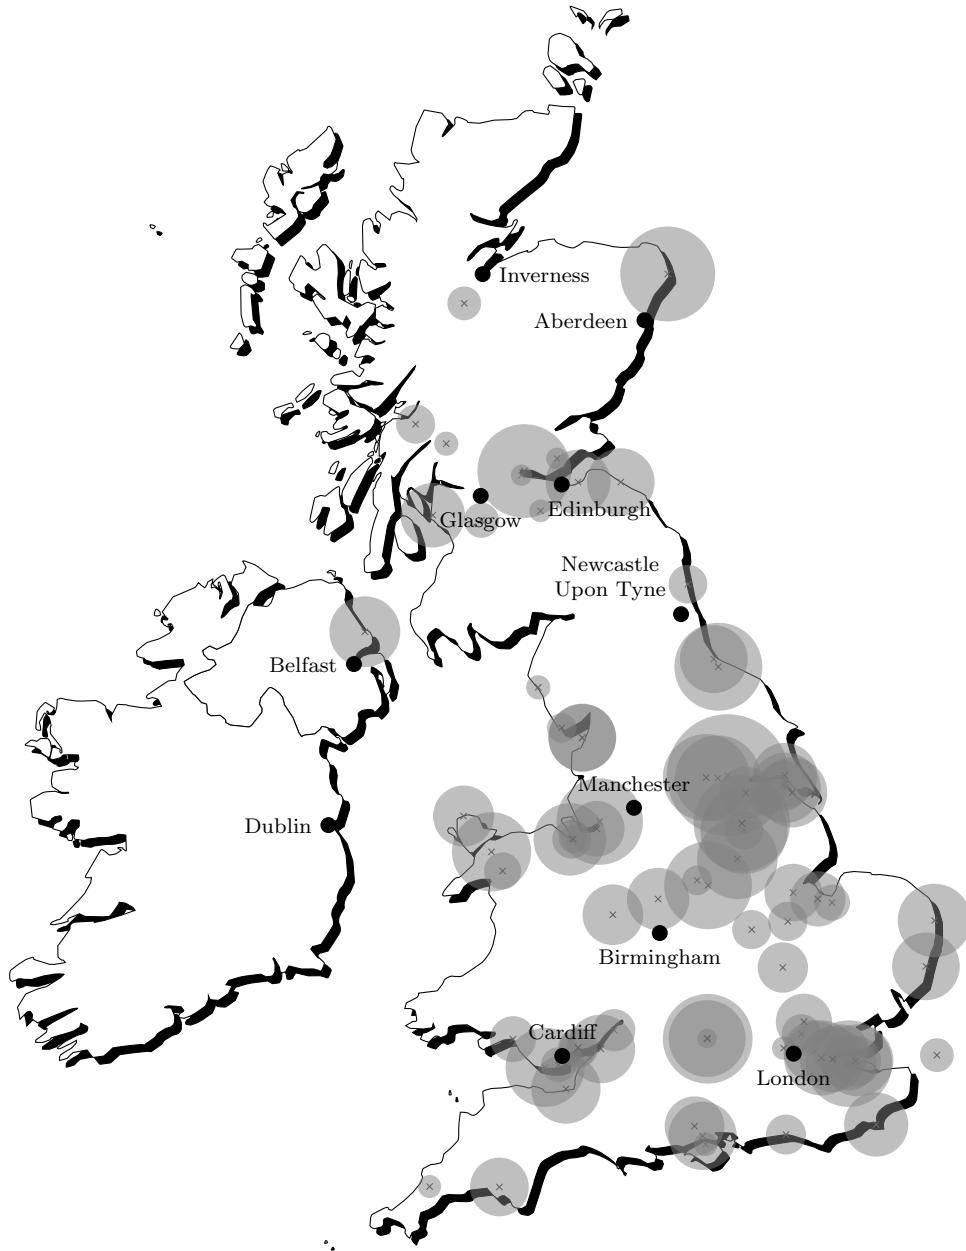 Inverness
Aberdeen
Glasgow
Edinburgh
Newcastle
Upon Tyne
Belfast
Manchester
Dublin
Birmingham
Cardiff
London